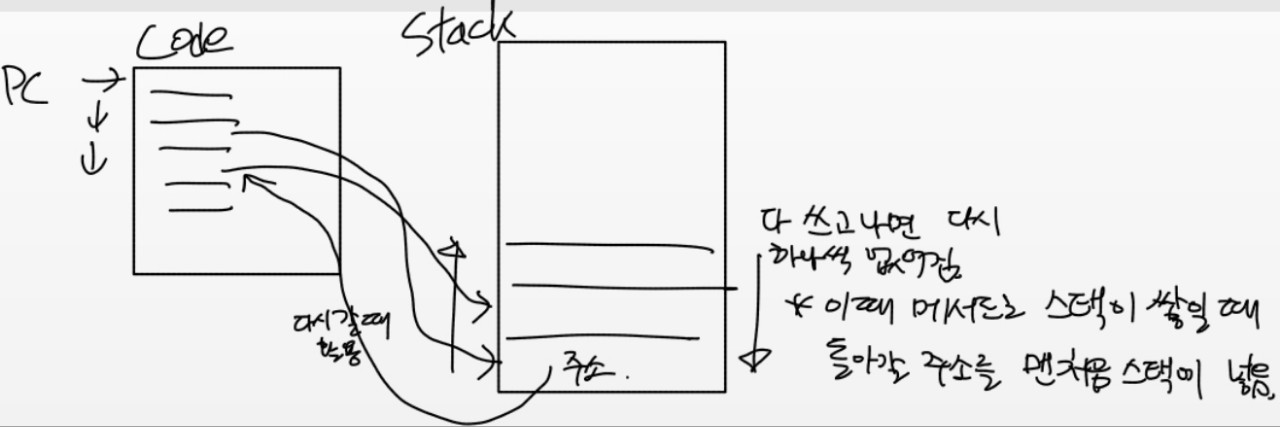 Code
Stack
PC
다 쓰고나면 다시
하나씩 없어짐
* 이때 메서드로 스택이 쌓일 때
돌아갈 주소를 맨처음 스택에 넣음.
다시갈때
활용
주소.